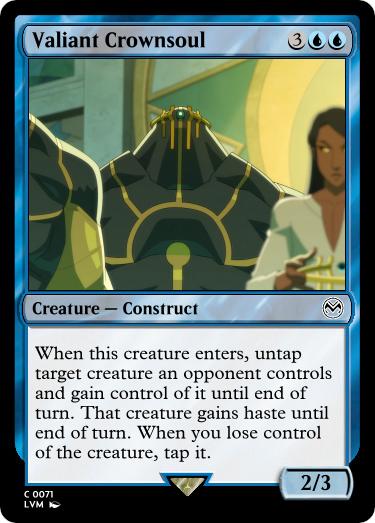 Valiant Crownsoul 3
Creature — Construct
When this creature enters, untap
target creature an opponent controls
and gain control of it until end of
turn. That creature gains haste until
end of turn. When you lose control
of the creature, tap it.
2/3
C 0071
LVM